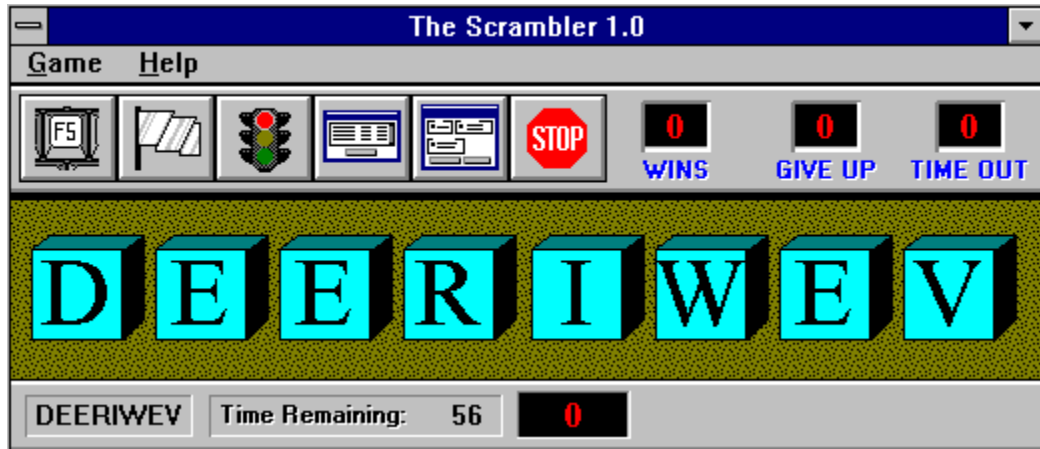 The Scrambler 1.0
Game Help
F5 STOP 0 0 0
WINS GIVE UP TIME OUT
D E E R I W E V
DEERIWEV Time Remaining: 56 0